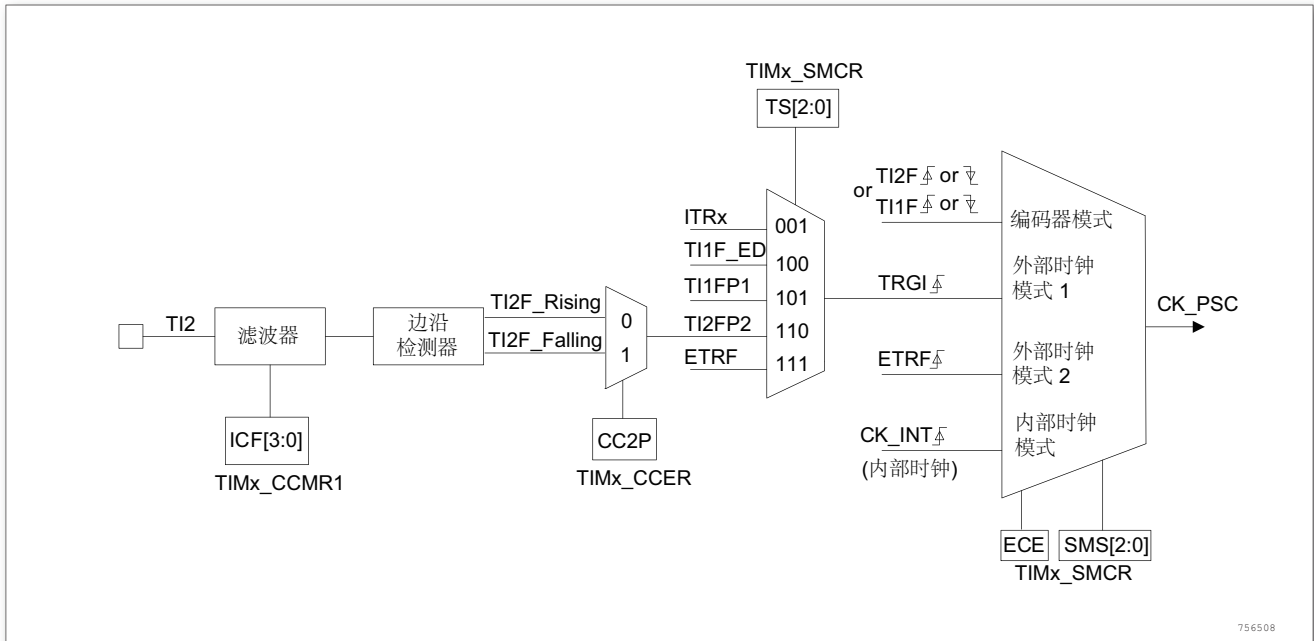 TIMx_SMCR
TS[2:0]
TI2F or
or
TI1F or
编码器模式
ITRx
001
TI1F_ED
100
TI1FP1
101
TI2FP2
110
ETRF
111
TRGI
外部时钟
模式 1
CK_PSC
TI2
滤波器
边沿
检测器
TI2F_Rising
TI2F_Falling
0
1
ETRF
外部时钟
模式 2
ICF[3:0]
TIMx_CCMR1
CC2P
TIMx_CCER
CK_INT
(内部时钟)
内部时钟
模式
ECE
SMS[2:0]
TIMx_SMCR
756508